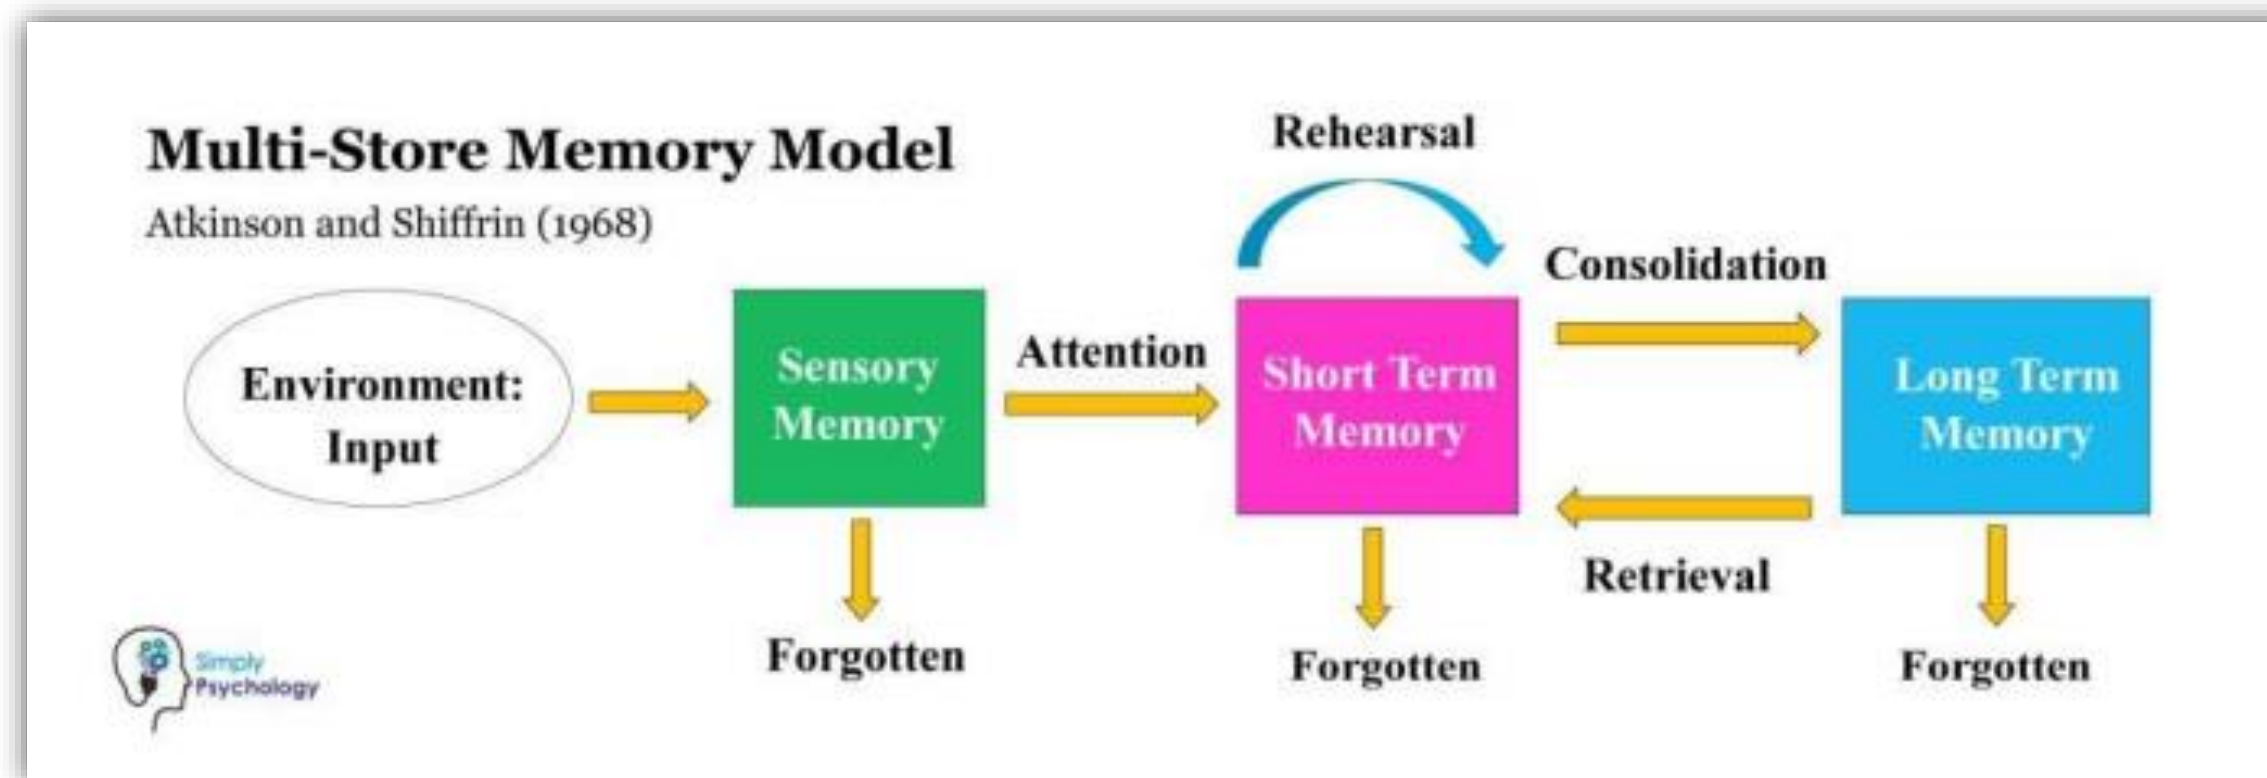 Multi-Store Memory Model
Atkinson and Shiffrin (1968)
Environment:
Input
Sensory
Memory
Forgotten
Attention
Rehearsal
Short Term
Memory
Forgotten
Consolidation
Retrieval
Long Term
Memory
Forgotten
Simply
Psychology